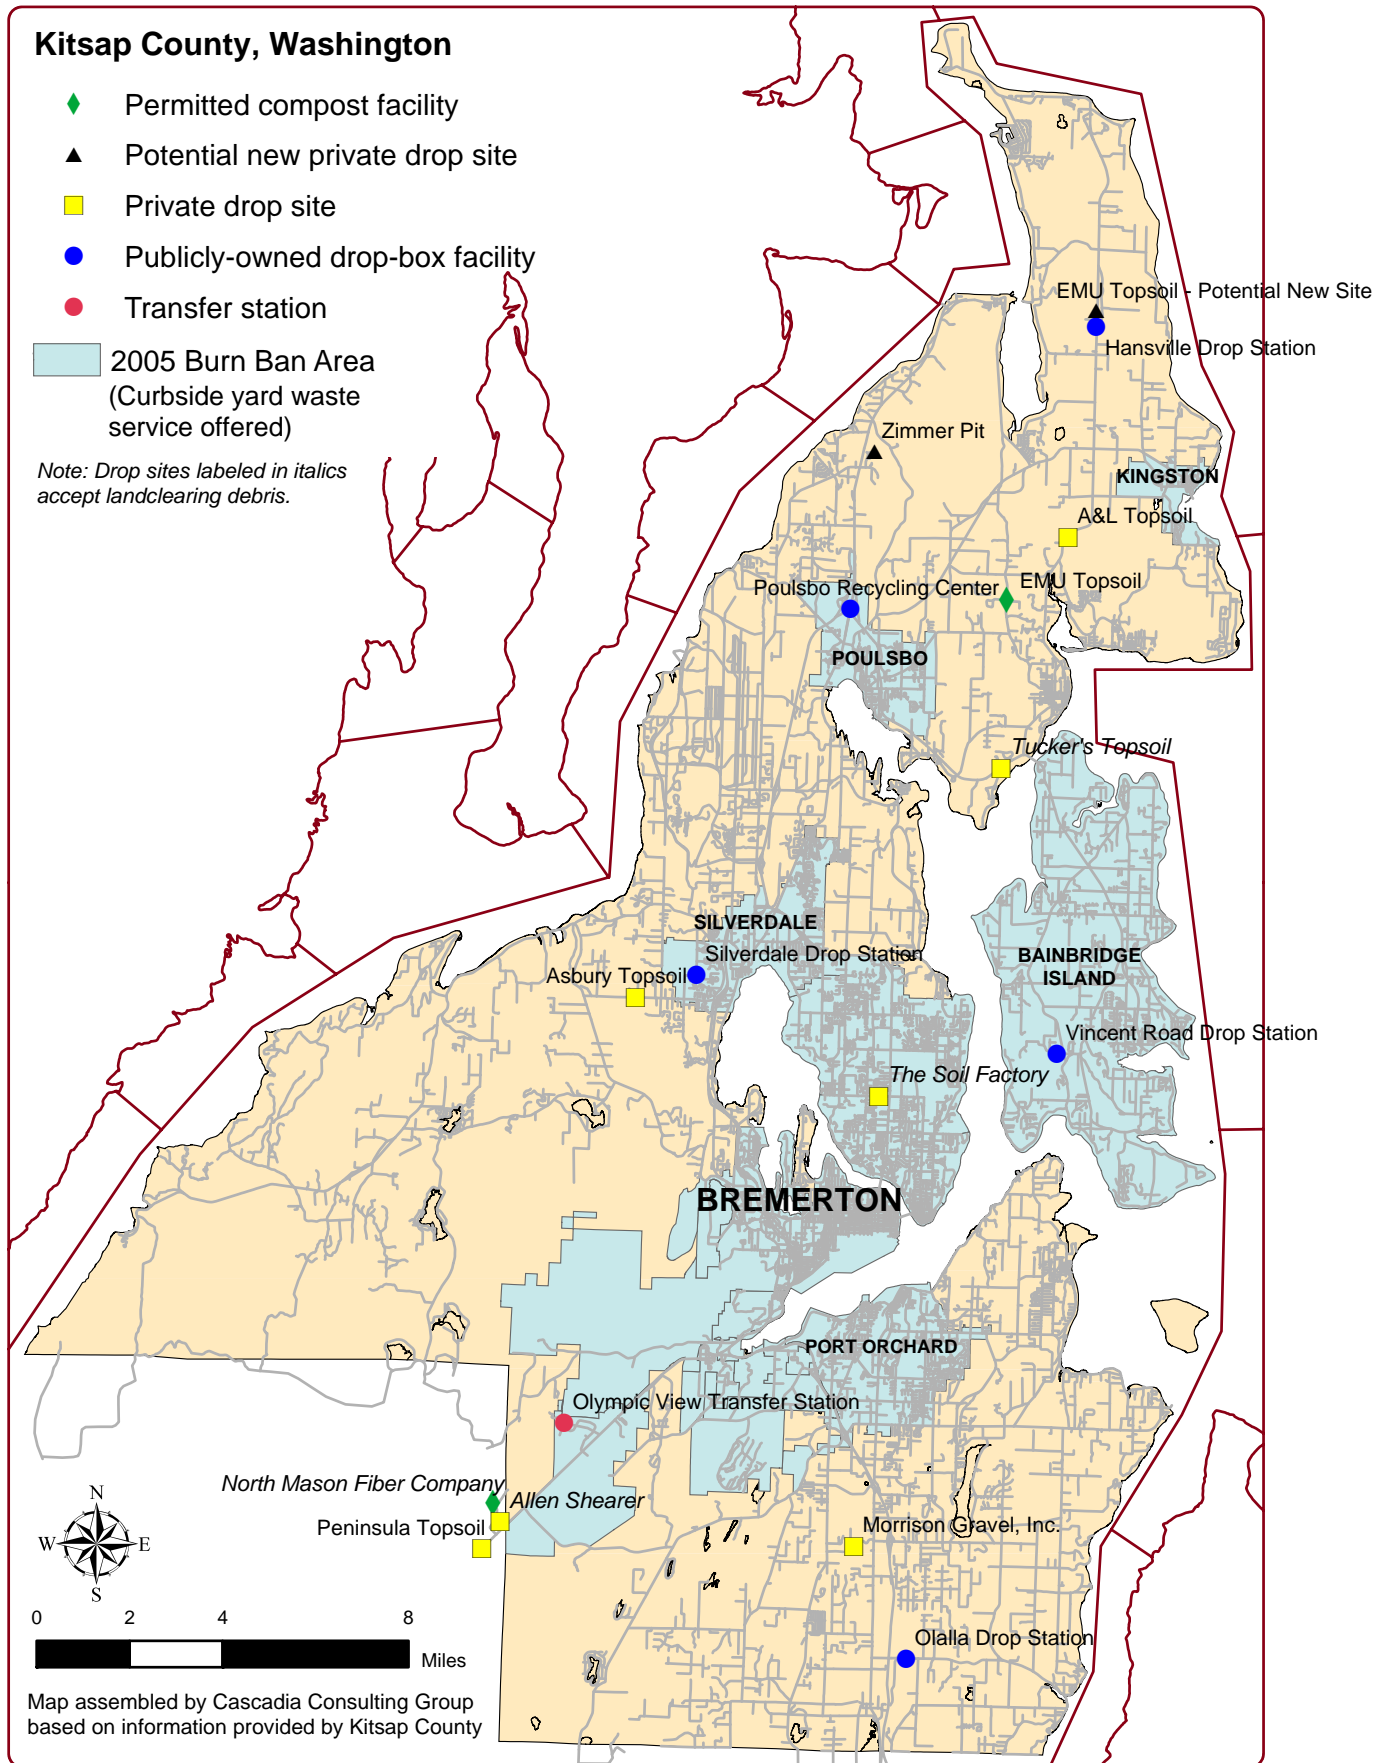 Kitsap County, Washington
Permitted compost facility
Potential new private drop site
Private drop site
Publicly-owned drop-box facility
Transfer station
2005 Burn Ban Area
(Curbside yard waste
service offered)
Note: Drop sites labeled in italics
accept landclearing debris.
EMU Topsoil - Potential New Site
Hansville Drop Station
Zimmer Pit
KINGSTON
A&L Topsoil
EMU Topsoil
Poulsbo Recycling Center
POULSBO
Tucker's Topsoil
SILVERDALE
Silverdale Drop Station
Asbury Topsoil
BAINBRIDGE
ISLAND
Vincent Road Drop Station
The Soil Factory
BREMERTON
PORT ORCHARD
Olympic View Transfer Station
North Mason Fiber Company
Allen Shearer
Peninsula Topsoil
Morrison Gravel, Inc.
Olalla Drop Station
N
W E
S
0 2 4 8
Miles
Map assembled by Cascadia Consulting Group
based on information provided by Kitsap County